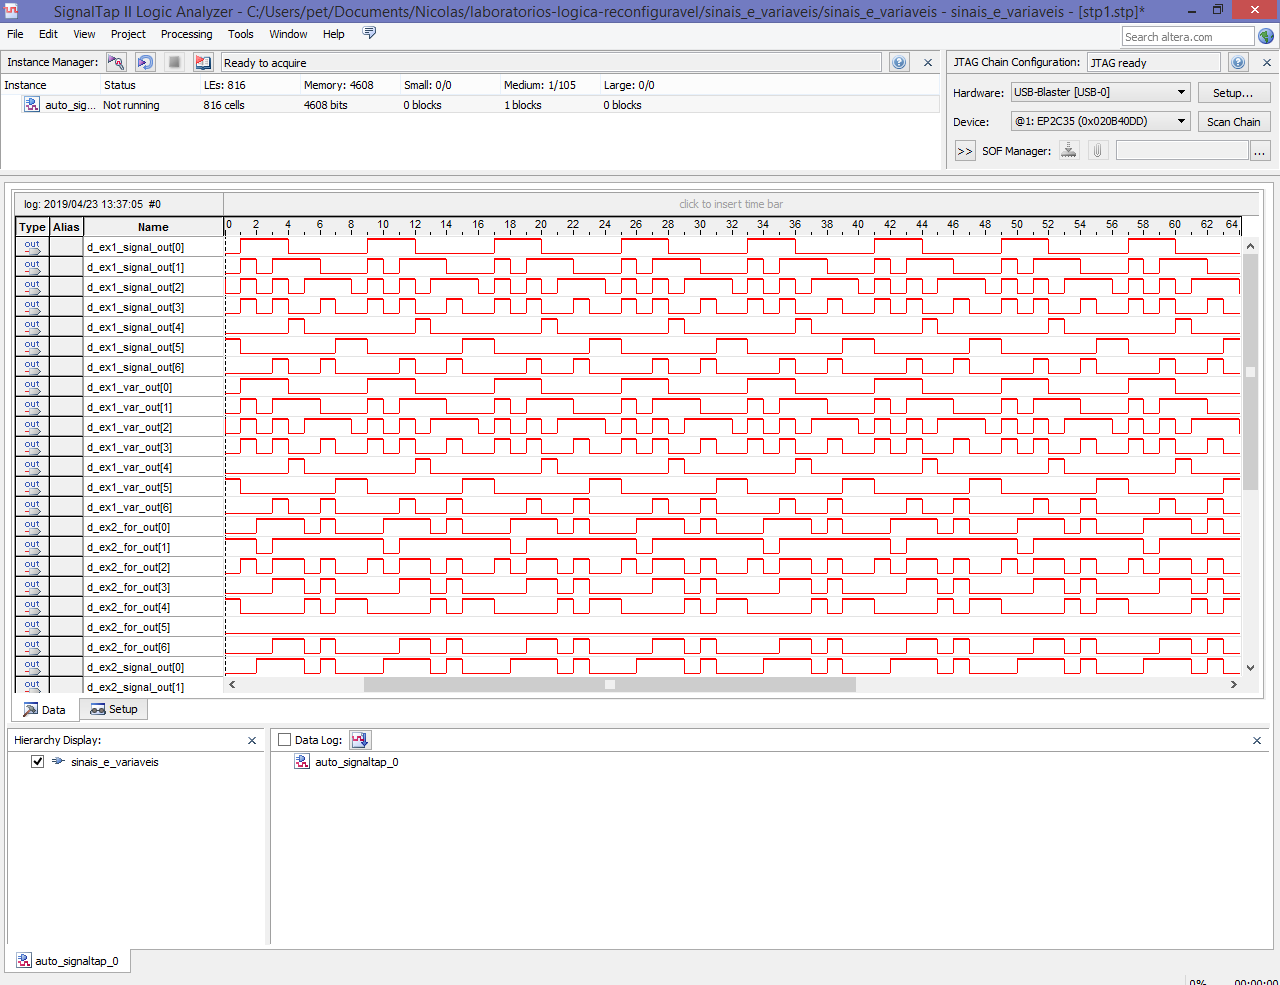 SignalTap II Logic Analyzer - C:/Users/pet/Documents/Nicolas/laboratorios-logica-reconfiguravel/sinais_e_variaveis/sinais_e_variaveis - sinais_e_variaveis - [stp1.stp]*
File Edit View Project Processing Tools Window Help
Search altera.com
Instance Manager: Ready to acquire
Instance Status LEs: 816 Memory: 4608 Small: 0/0 Medium: 1/105 Large: 0/0
auto_sig... Not running 816 cells 4608 bits 0 blocks 1 blocks 0 blocks
JTAG Chain Configuration: JTAG ready
Hardware: USB-Blaster [USB-0] Setup...
Device: @1: EP2C35 (0x020B40DD) Scan Chain
>> SOF Manager: ...
log: 2019/04/23 13:37:05 #0 click to insert time bar
Type Alias Name 0 2 4 6 8 10 12 14 16 18 20 22 24 26 28 30 32 34 36 38 40 42 44 46 48 50 52 54 56 58 60 62 64
out d_ex1_signal_out[0]
out d_ex1_signal_out[1]
out d_ex1_signal_out[2]
out d_ex1_signal_out[3]
out d_ex1_signal_out[4]
out d_ex1_signal_out[5]
out d_ex1_signal_out[6]
out d_ex1_var_out[0]
out d_ex1_var_out[1]
out d_ex1_var_out[2]
out d_ex1_var_out[3]
out d_ex1_var_out[4]
out d_ex1_var_out[5]
out d_ex1_var_out[6]
out d_ex2_for_out[0]
out d_ex2_for_out[1]
out d_ex2_for_out[2]
out d_ex2_for_out[3]
out d_ex2_for_out[4]
out d_ex2_for_out[5]
out d_ex2_for_out[6]
out d_ex2_signal_out[0]
out d_ex2_signal_out[1]
Data Setup
Hierarchy Display:
sinais_e_variaveis
Data Log:
auto_signaltap_0
auto_signaltap_0
0% 00:00:00